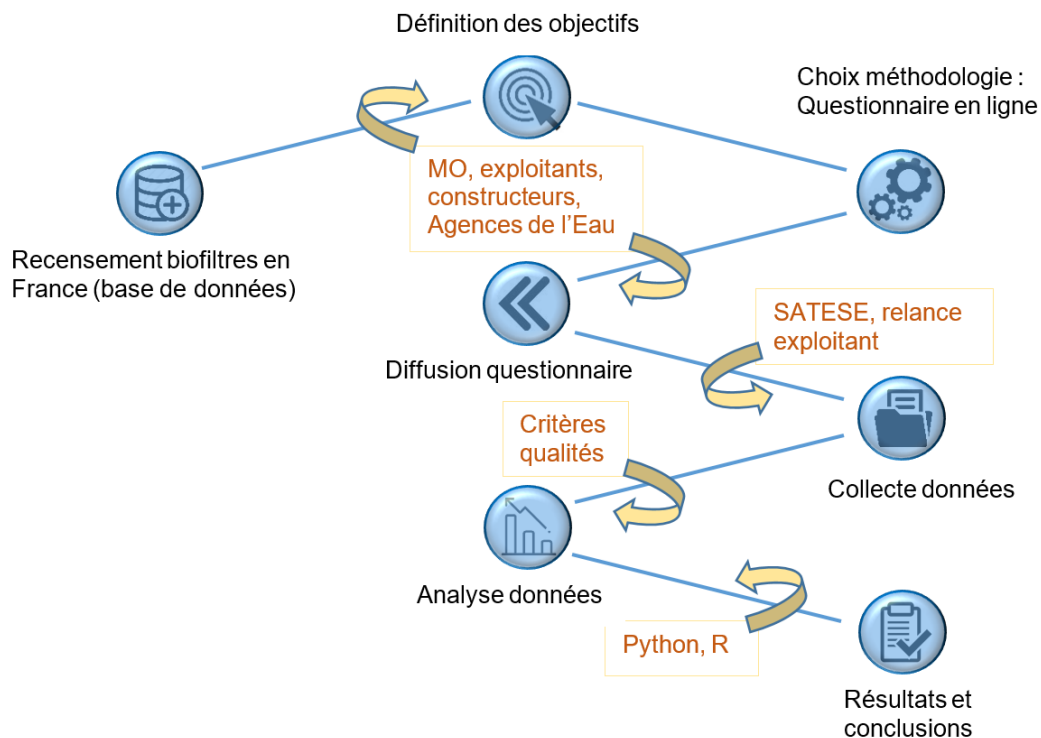 Définition des objectifs
Choix méthodologie :
Questionnaire en ligne
MO, exploitants,
constructeurs,
Agences de l'Eau
Recensement biofiltres en
France (base de données)
SATESE, relance
exploitant
Diffusion questionnaire
Critères
qualités
Collecte données
Analyse données
Python, R
Résultats et
conclusions